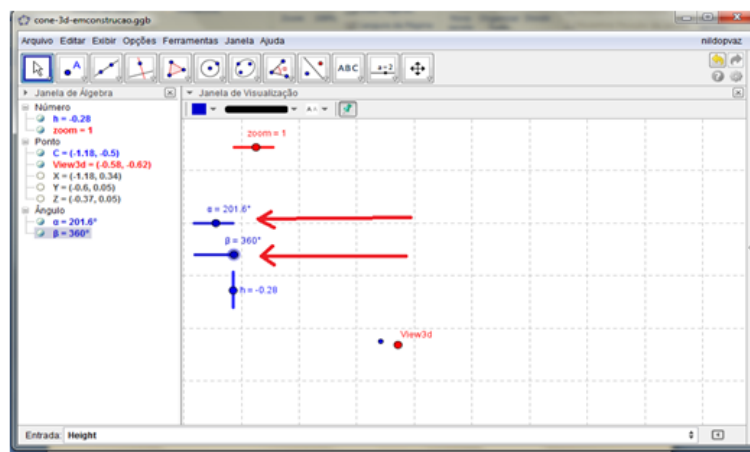 cone-3d-emconstrucao.ggb
Arquivo Editar Exibir Opções Ferramentas Janela Ajuda
nildopvaz
A
ABC
a=2
Janela de Álgebra
Janela de Visualização
Número
h = -0.28
zoom = 1
Ponto
C = (-1.18, -0.5)
View3d = (-0.58, -0.62)
X = (-1.18, 0.34)
Y = (-0.6, 0.05)
Z = (-0.37, 0.05)
Ângulo
α = 201.6°
β = 360°
zoom = 1
α = 201.6°
β = 360°
h = -0.28
View3d
Entrada: Height